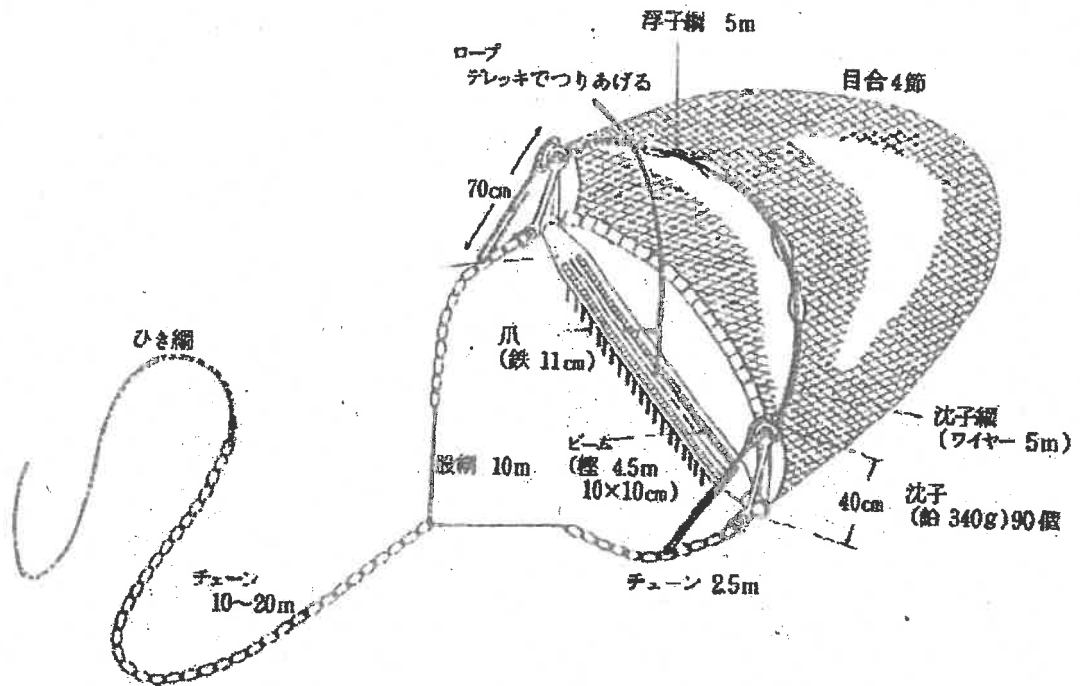 浮子綱 5m
ロープ
デレッキでつりあげる
目合4節
70cm
ひき綱
爪
(鉄 11cm)
沈子綱
(ワイヤー 5m)
ビーム
(樫 4.5m
10×10cm)
股綱 10m
40cm
沈子
(鉛 340g)90個
チェーン
10～20m
チェーン 2.5m